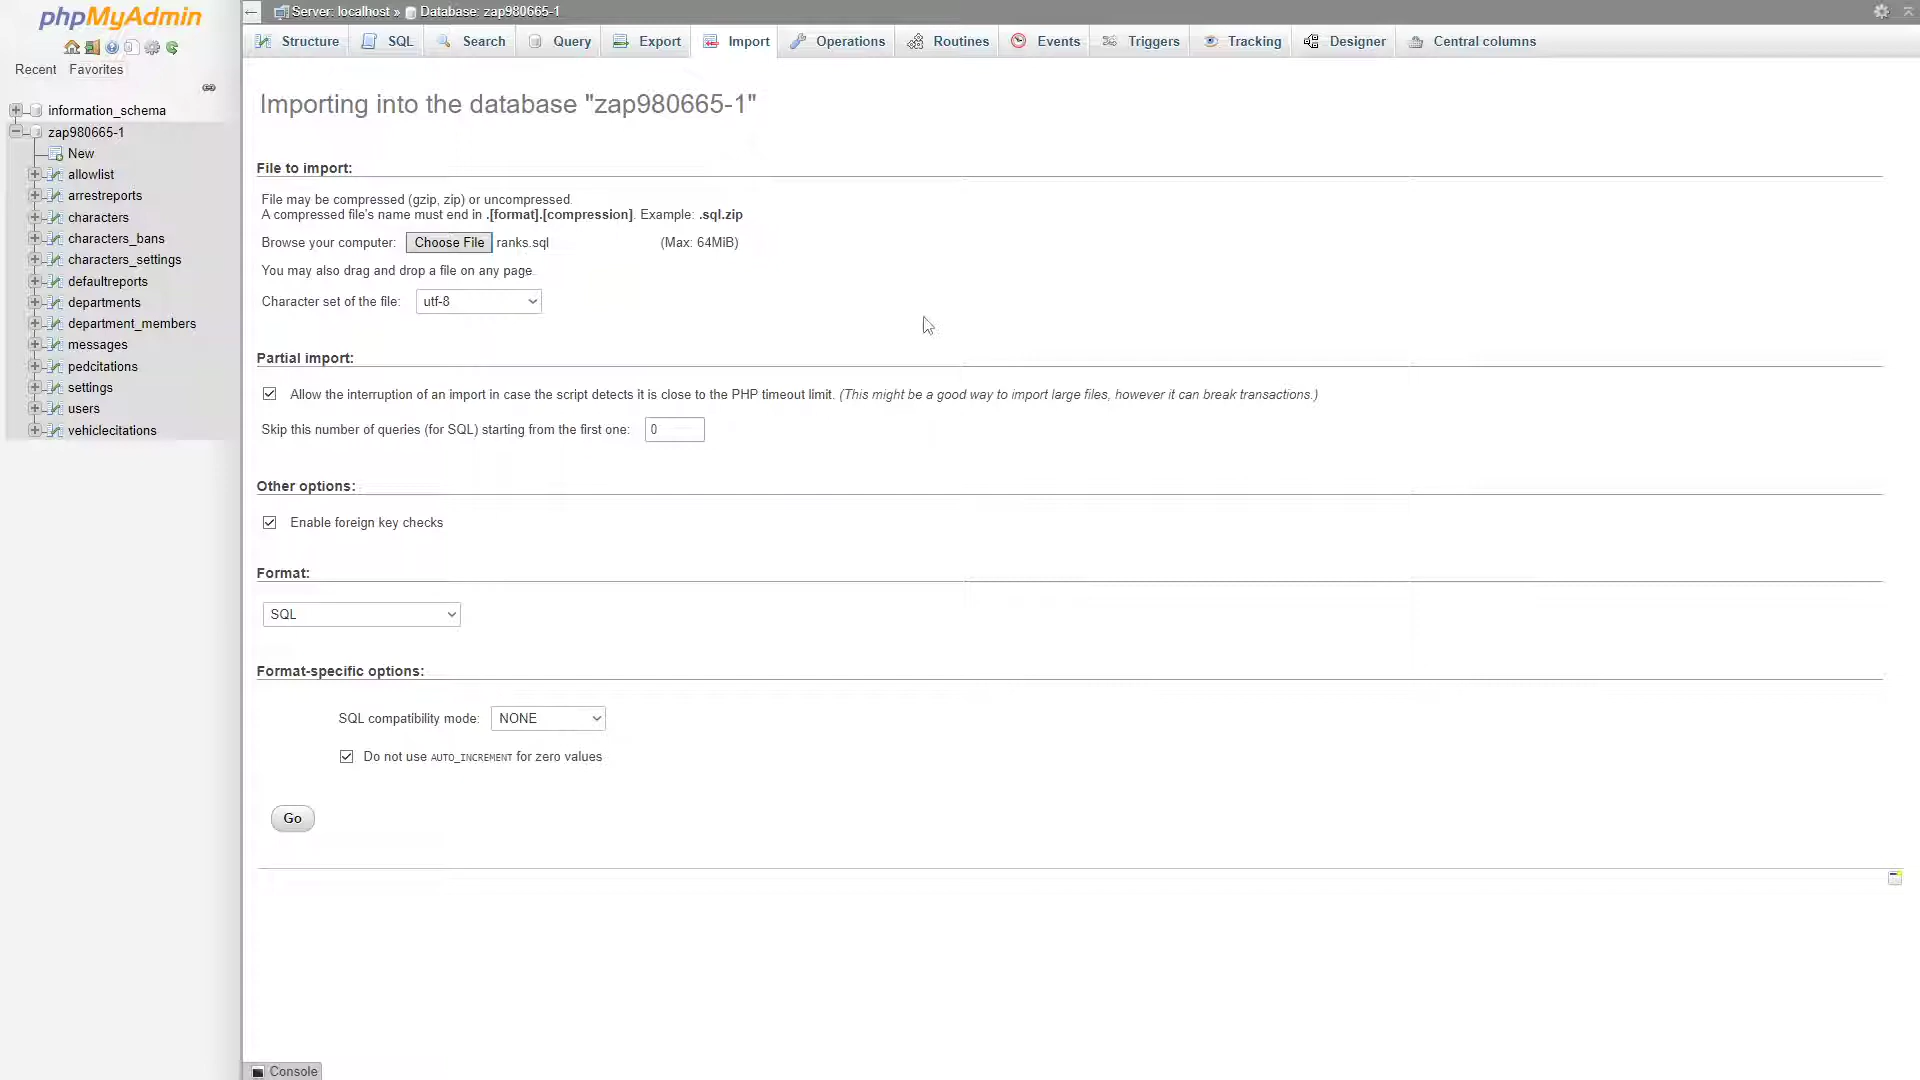 phpMyAdmin
Recent Favorites
information_schema
zap980665-1
New
allowlist
arrestreports
characters
characters_bans
characters_settings
defaultreports
departments
department_members
messages
pedcitations
settings
users
vehiclecitations
Server: localhost » Database: zap980665-1
Structure SQL Search Query Export Import Operations Routines Events Triggers Tracking Designer Central columns
Importing into the database "zap980665-1"
File to import:
File may be compressed (gzip, zip) or uncompressed.
A compressed file's name must end in .[format].[compression]. Example: .sql.zip
Browse your computer: Choose File ranks.sql (Max: 64MiB)
You may also drag and drop a file on any page.
Character set of the file: utf-8
Partial import:
Allow the interruption of an import in case the script detects it is close to the PHP timeout limit. (This might be a good way to import large files, however it can break transactions.)
Skip this number of queries (for SQL) starting from the first one: 0
Other options:
Enable foreign key checks
Format:
SQL
Format-specific options:
SQL compatibility mode: NONE
Do not use AUTO_INCREMENT for zero values
Go
Console